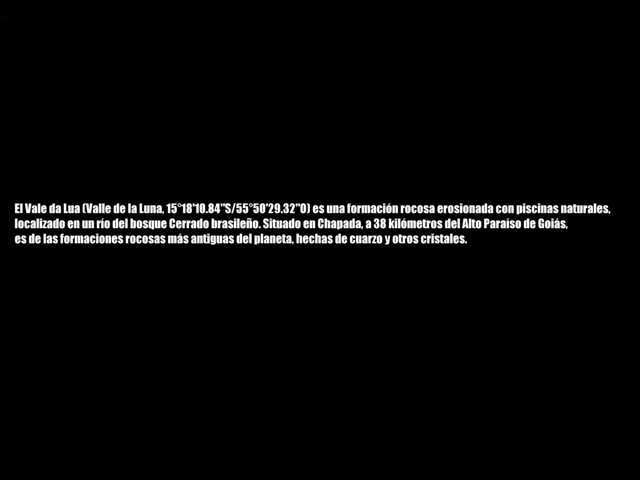 El Vale da Lua (Valle de la Luna, 15°18'10.84"S/55°50'29.32"O) es una formación rocosa erosionada con piscinas naturales,
localizado en un río del bosque Cerrado brasileño. Situado en Chapada, a 38 kilómetros del Alto Paraíso de Goiás,
es de las formaciones rocosas más antiguas del planeta, hechas de cuarzo y otros cristales.